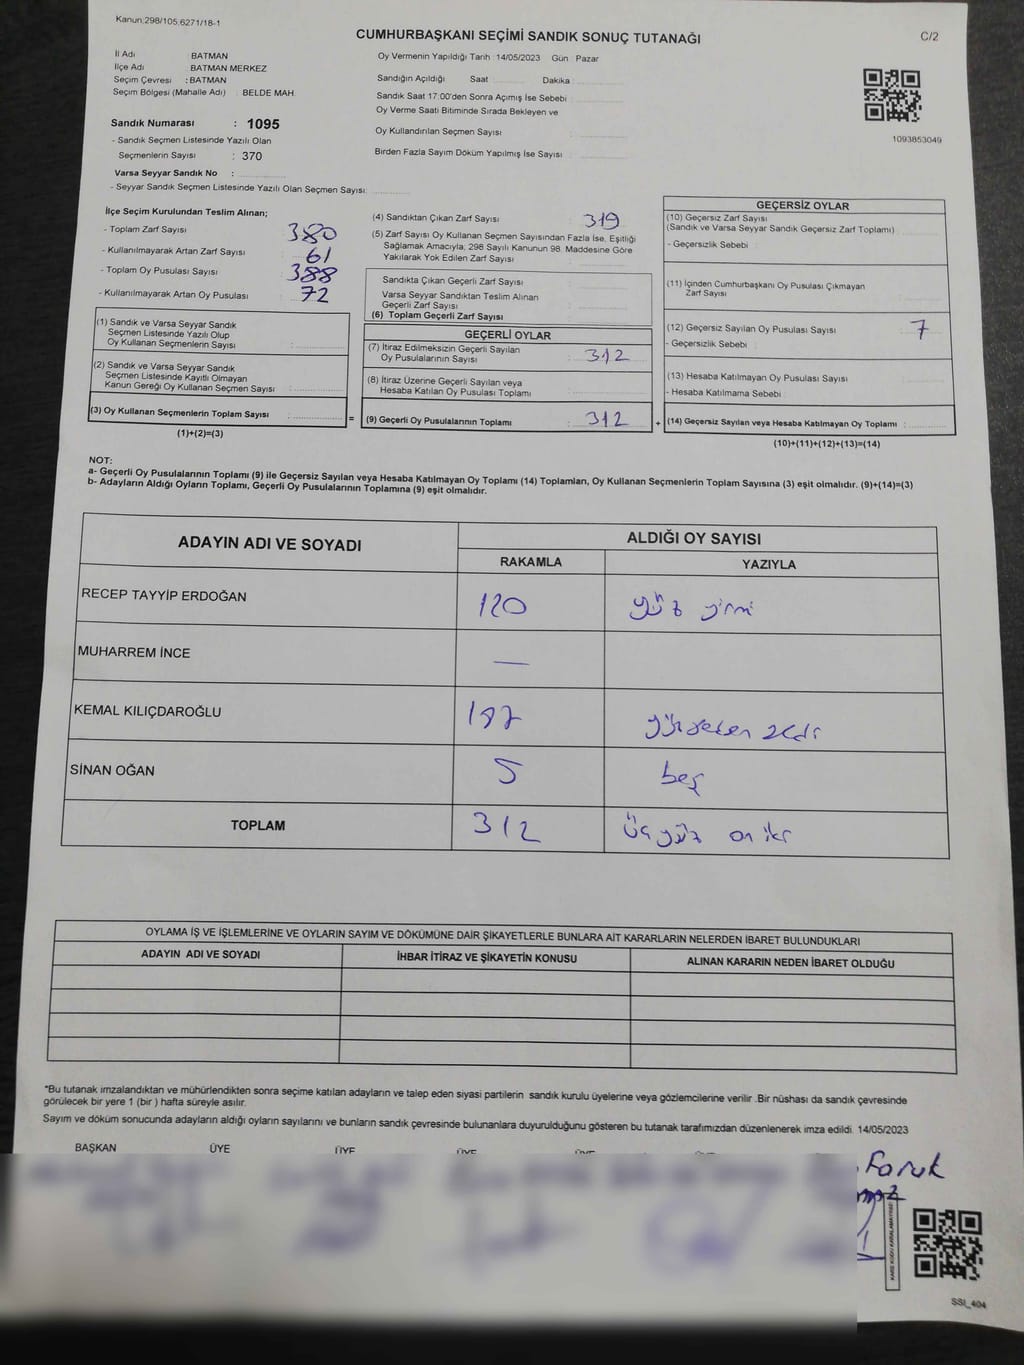 Kanun:298/105,6271/18-1
CUMHURBAŞKANI SEÇİMİ SANDIK SONUÇ TUTANAĞI
C/2
İl Adı : BATMAN
İlçe Adı : BATMAN MERKEZ
Seçim Çevresi : BATMAN
Seçim Bölgesi (Mahalle Adı) : BELDE MAH.
Sandık Numarası : 1095
- Sandık Seçmen Listesinde Yazılı Olan
Seçmenlerin Sayısı : 370
Varsa Seyyar Sandık No :
- Seyyar Sandık Seçmen Listesinde Yazılı Olan Seçmen Sayısı:
Oy Vermenin Yapıldığı Tarih :14/05/2023 Gün Pazar
Sandığın Açıldığı Saat Dakika
Sandık Saat 17:00'den Sonra Açımış İse Sebebi
Oy Verme Saati Bitiminde Sırada Bekleyen ve
Oy Kullandırılan Seçmen Sayısı
Birden Fazla Sayım Döküm Yapılmış İse Sayısı :
1093853049
İlçe Seçim Kurulundan Teslim Alınan;
- Toplam Zarf Sayısı : 380
- Kullanılmayarak Artan Zarf Sayısı : 61
- Toplam Oy Pusulası Sayısı : 388
- Kullanılmayarak Artan Oy Pusulası : 72
(1) Sandık ve Varsa Seyyar Sandık
Seçmen Listesinde Yazılı Olup
Oy Kullanan Seçmenlerin Sayısı :
(2) Sandık ve Varsa Seyyar Sandık
Seçmen Listesinde Kayıtlı Olmayan
Kanun Gereği Oy Kullanan Seçmen Sayısı :
(3) Oy Kullanan Seçmenlerin Toplam Sayısı :
(1)+(2)=(3)
=
(4) Sandıktan Çıkan Zarf Sayısı : 319
(5) Zarf Sayısı Oy Kullanan Seçmen Sayısından Fazla İse, Eşitliği
Sağlamak Amacıyla; 298 Sayılı Kanunun 98. Maddesine Göre
Yakılarak Yok Edilen Zarf Sayısı :
Sandıkta Çıkan Geçerli Zarf Sayısı :
Varsa Seyyar Sandıktan Teslim Alınan
Geçerli Zarf Sayısı :
(6) Toplam Geçerli Zarf Sayısı :
GEÇERLİ OYLAR
(7) İtiraz Edilmeksizin Geçerli Sayılan
Oy Pusulalarının Sayısı : 312
(8) İtiraz Üzerine Geçerli Sayılan veya
Hesaba Katılan Oy Pusulası Toplamı :
(9) Geçerli Oy Pusulalarının Toplamı : 312
+
GEÇERSİZ OYLAR
(10) Geçersiz Zarf Sayısı
(Sandık ve Varsa Seyyar Sandık Geçersiz Zarf Toplamı)
- Geçersizlik Sebebi :
(11) İçinden Cumhurbaşkanı Oy Pusulası Çıkmayan
Zarf Sayısı :
(12) Geçersiz Sayılan Oy Pusulası Sayısı : 7
- Geçersizlik Sebebi :
(13) Hesaba Katılmayan Oy Pusulası Sayısı :
- Hesaba Katılmama Sebebi :
(14) Geçersiz Sayılan veya Hesaba Katılmayan Oy Toplamı :
(10)+(11)+(12)+(13)=(14)
NOT:
a- Geçerli Oy Pusulalarının Toplamı (9) ile Geçersiz Sayılan veya Hesaba Katılmayan Oy Toplamı (14) Toplamları, Oy Kullanan Seçmenlerin Toplam Sayısına (3) eşit olmalıdır. (9)+(14)=(3)
b- Adayların Aldığı Oyların Toplamı, Geçerli Oy Pusulalarının Toplamına (9) eşit olmalıdır.
ADAYIN ADI VE SOYADI
ALDIĞI OY SAYISI
RAKAMLA YAZIYLA
RECEP TAYYİP ERDOĞAN 120 yüz yirmi
MUHARREM İNCE —
KEMAL KILIÇDAROĞLU 187 yüzseksen yedi
SİNAN OĞAN 5 beş
TOPLAM 312 üçyüz on iki
OYLAMA İŞ VE İŞLEMLERİNE VE OYLARIN SAYIM VE DÖKÜMÜNE DAİR ŞİKAYETLERLE BUNLARA AİT KARARLARIN NELERDEN İBARET BULUNDUKLARI
ADAYIN ADI VE SOYADI İHBAR İTİRAZ VE ŞİKAYETİN KONUSU ALINAN KARARIN NEDEN İBARET OLDUĞU
*Bu tutanak imzalandıktan ve mühürlendikten sonra seçime katılan adayların ve talep eden siyasi partilerin sandık kurulu üyelerine veya gözlemcilerine verilir .Bir nüshası da sandık çevresinde
görülecek bir yere 1 (bir ) hafta süreyle asılır.
Sayım ve döküm sonucunda adayların aldığı oyların sayılarını ve bunların sandık çevresinde bulunanlara duyurulduğunu gösteren bu tutanak tarafımızdan düzenlenerek imza edildi. 14/05/2023
BAŞKAN ÜYE ÜYE ÜYE ÜYE
Faruk
SSI_404